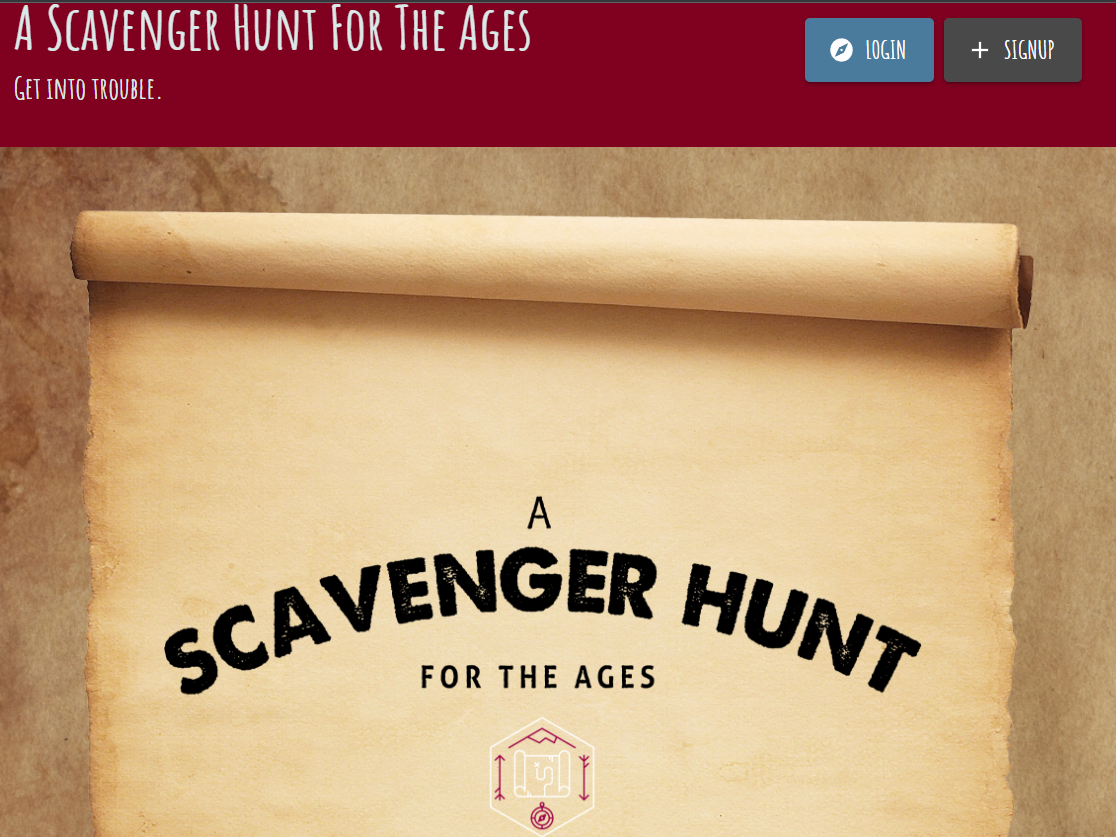 A Scavenger Hunt For The Ages
LOGIN
SIGNUP
Get into trouble.
A
SCAVENGER HUNT
FOR THE AGES